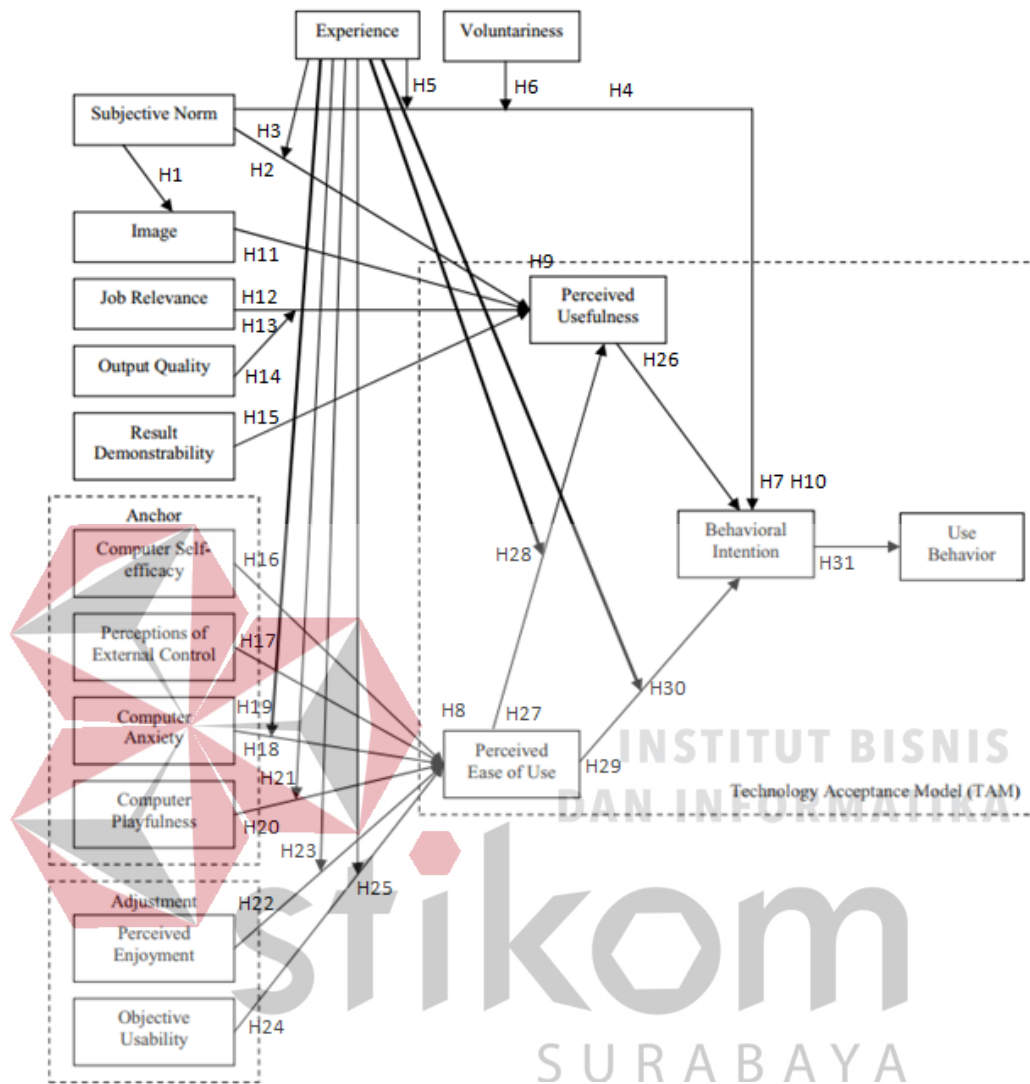 Experience
Voluntariness
H5
H6
H4
Subjective Norm
H3
H2
H1
Image
H11
H9
Job Relevance
H12
H13
Perceived
Usefulness
Output Quality
H14
H26
Result
Demonstrability
H15
H7 H10
Anchor
Computer Self-
efficacy
H16
H28
Behavioral
Intention
H31
Use
Behavior
Perceptions of
External Control
H17
H30
Computer
Anxiety
H19
H18
H8
H27
Perceived
Ease of Use
H29
INSTITUT BISNIS
DAN INFORMATIKA
Technology Acceptance Model (TAM)
Computer
Playfulness
H21
H20
H23
H25
Adjustment
H22
Perceived
Enjoyment
stikom
Objective
Usability
H24
SURABAYA